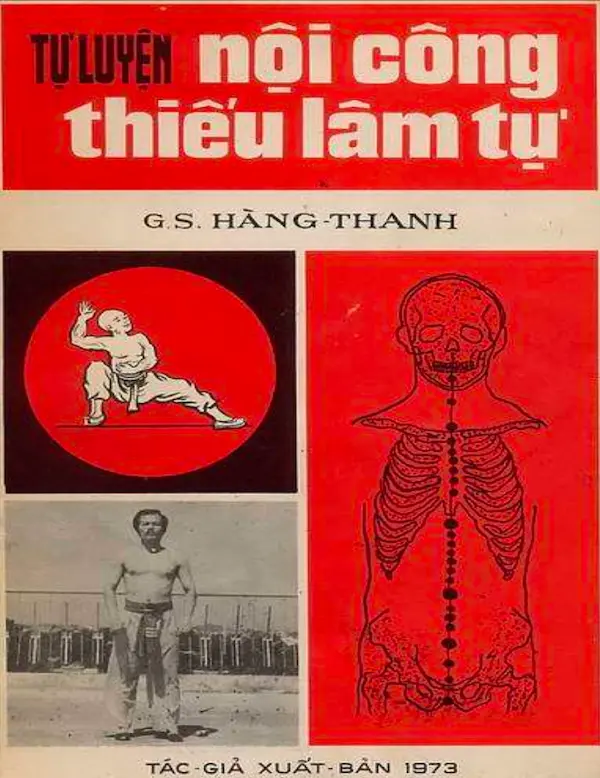 TỰ LUYỆN nội công
thiếu lâm tự
G.S. HÀNG-THANH
TÁC-GIẢ XUẤT-BẢN 1973